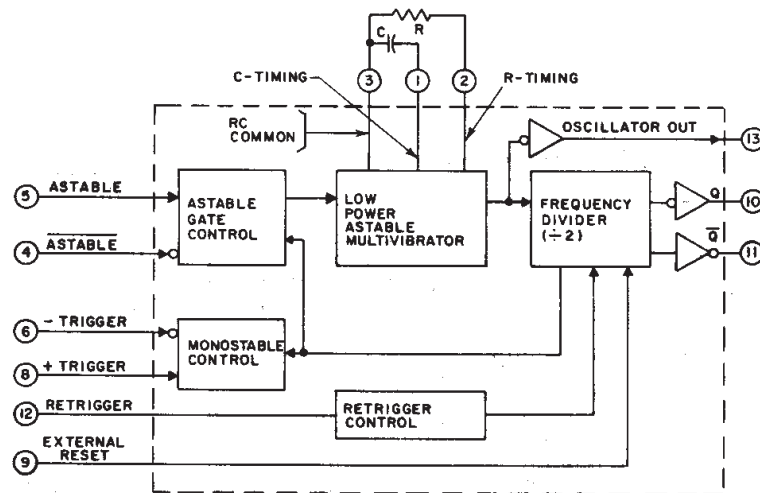 R
C
3
1
2
C-TIMING
R-TIMING
RC
COMMON
OSCILLATOR OUT
13
5
ASTABLE
ASTABLE
GATE
CONTROL
LOW
POWER
ASTABLE
MULTIVIBRATOR
FREQUENCY
DIVIDER
(÷2)
Q
10
4
ASTABLE
Q
11
6
- TRIGGER
MONOSTABLE
CONTROL
8
+ TRIGGER
12
RETRIGGER
RETRIGGER
CONTROL
9
EXTERNAL
RESET